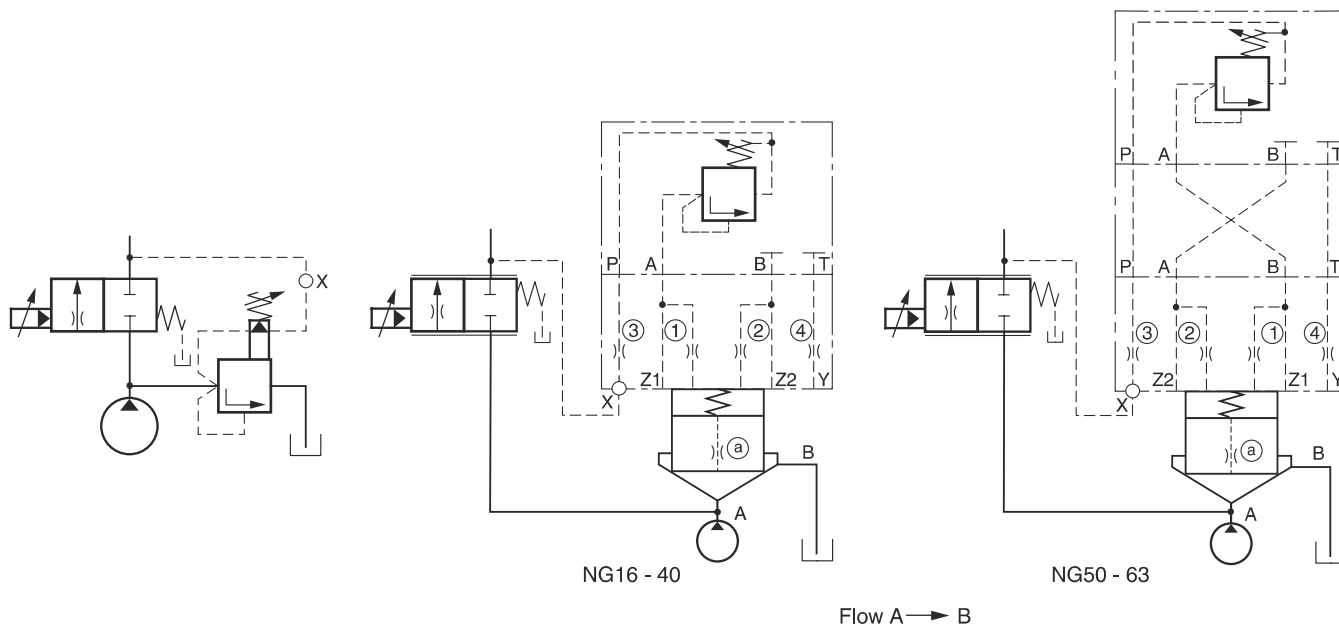 X
P A B T
3 1 2 4
Z1 Z2 Y
X
a
B
A
NG16 - 40
P A B T
P A B T
3 2 1 4
Z2 Z1 Y
X
a
B
A
NG50 - 63
Flow A B